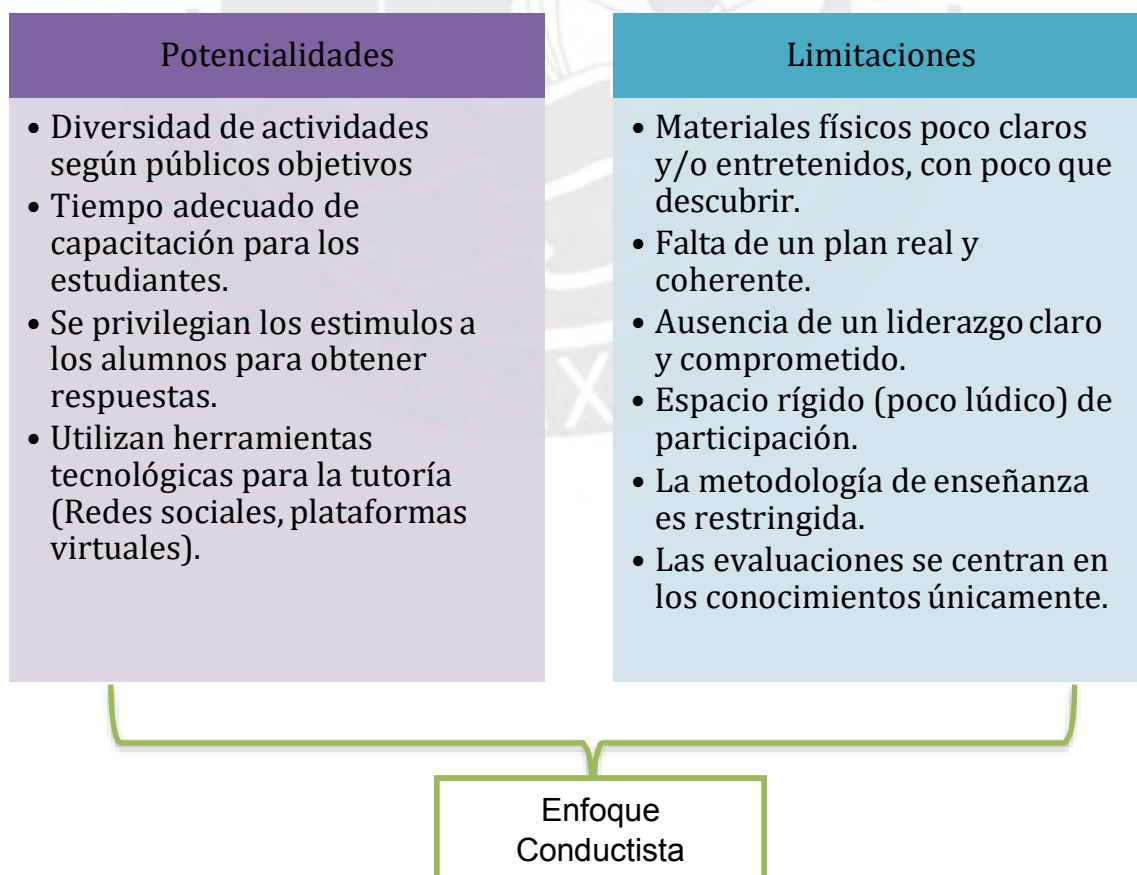 Potencialidades
• Diversidad de actividades
según públicos objetivos
• Tiempo adecuado de
capacitación para los
estudiantes.
• Se privilegian los estimulos a
los alumnos para obtener
respuestas.
• Utilizan herramientas
tecnológicas para la tutoría
(Redes sociales, plataformas
virtuales).
Limitaciones
• Materiales físicos poco claros
y/o entretenidos, con poco que
descubrir.
• Falta de un plan real y
coherente.
• Ausencia de un liderazgo claro
y comprometido.
• Espacio rígido (poco lúdico) de
participación.
• La metodología de enseñanza
es restringida.
• Las evaluaciones se centran en
los conocimientos únicamente.
Enfoque
Conductista